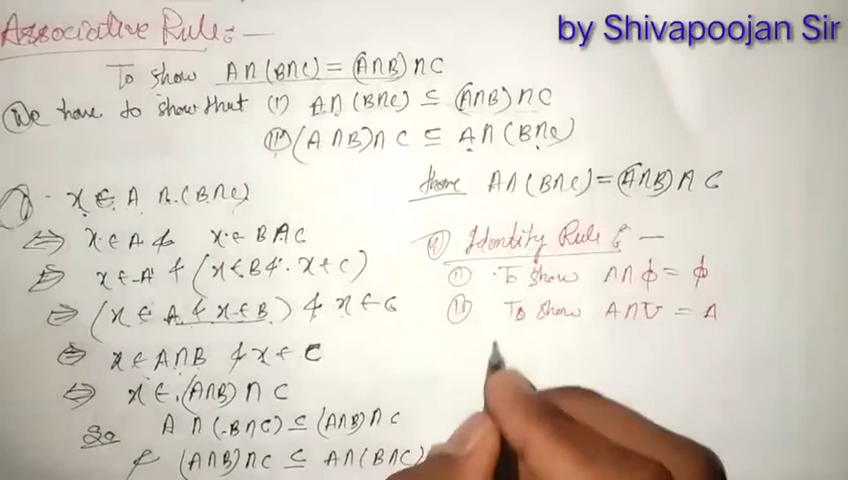 by Shivapoojan Sir
Associative Rule:—
To show A∩(B∩C) = (A∩B)∩C
We have to show that (i) A∩(B∩C) ⊆ (A∩B)∩C
(ii) (A∩B)∩C ⊆ A∩(B∩C)
x ∈ A ∩ (B∩C)
⇔ x ∈ A & x ∈ B∩C
⇔ x ∈ A & (x ∈ B & x ∈ C)
⇔ (x ∈ A & x ∈ B) & x ∈ C
⇔ x ∈ A∩B & x ∈ C
⇔ x ∈ (A∩B) ∩ C
So A ∩ (B∩C) ⊆ (A∩B)∩C
& (A∩B)∩C ⊆ A∩(B∩C)
A∩(B∩C) = (A∩B)∩C
Identity Rule:—
(i) To show A∩ϕ = ϕ
(ii) To show A∩U = A